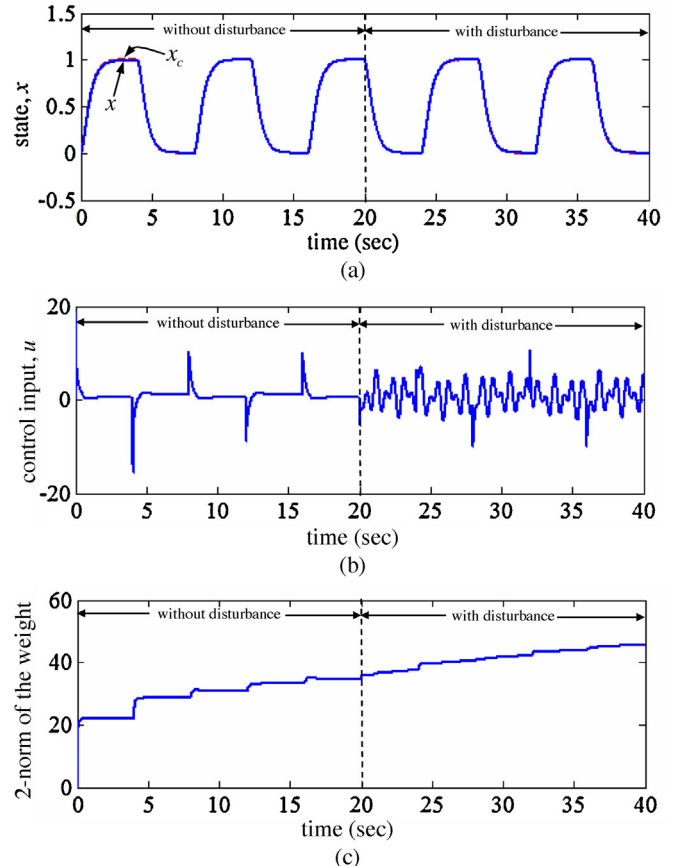 1.5
without disturbance
with disturbance
1
x_c
0.5
x
0
-0.5
state, x
0 5 10 15 20 25 30 35 40
time (sec)
(a)
20
without disturbance
with disturbance
0
-20
control input, u
0 5 10 15 20 25 30 35 40
time (sec)
(b)
60
without disturbance
with disturbance
40
20
0
2-norm of the weight
0 5 10 15 20 25 30 35 40
time (sec)
(c)